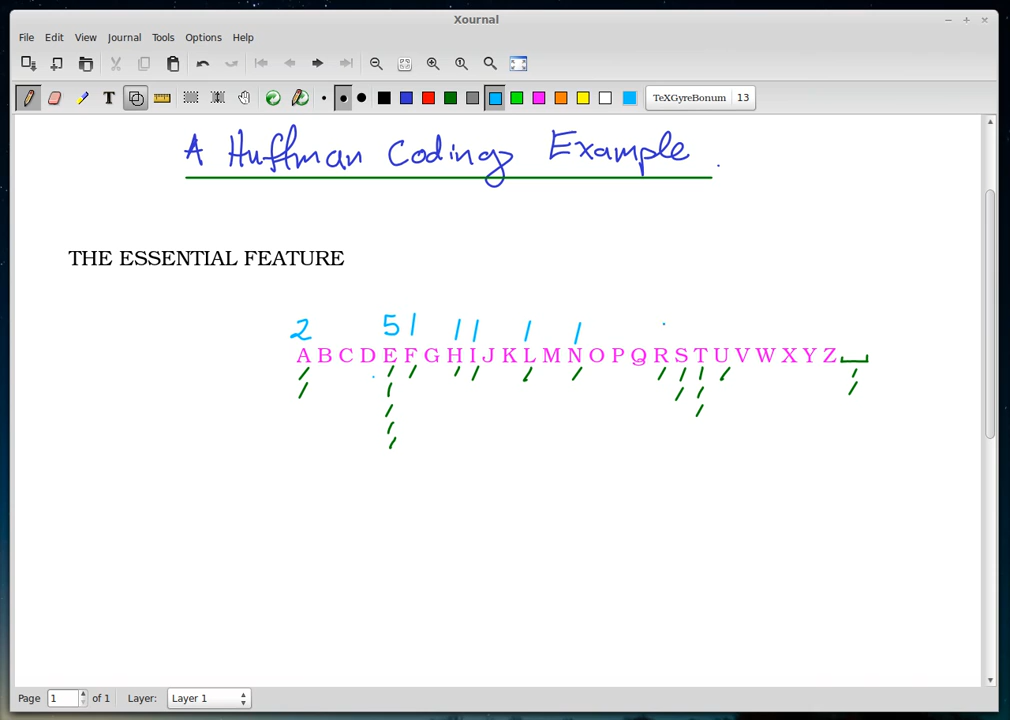 Xournal
File Edit View Journal Tools Options Help
TeXGyreBonum 13
A Huffman Coding Example.
THE ESSENTIAL FEATURE
2 5 1 1 1 1 1
A B C D E F G H I J K L M N O P Q R S T U V W X Y Z
Page 1 of 1 Layer: Layer 1